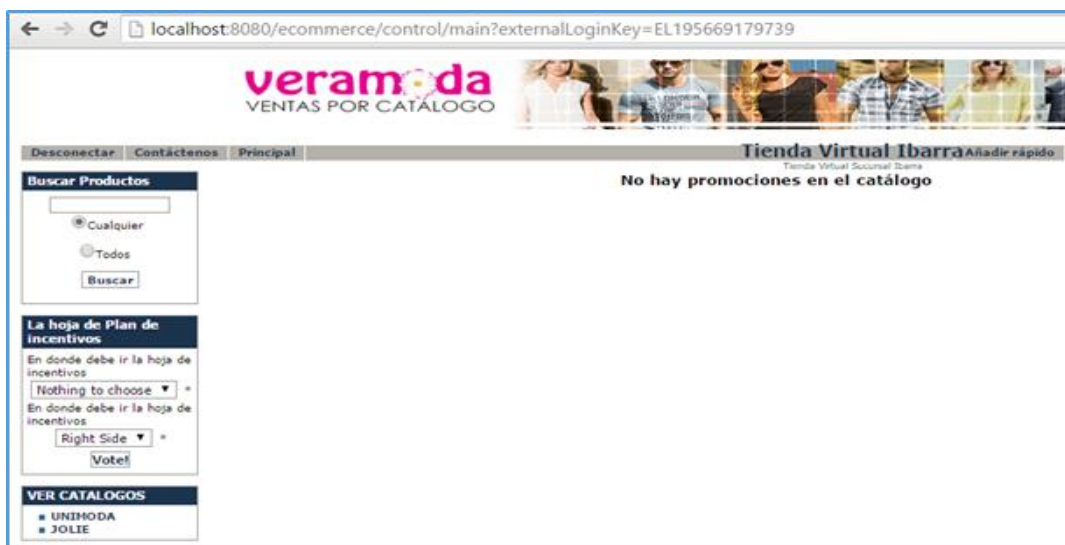 localhost:8080/ecommerce/control/main?externalLoginKey=EL195669179739
veramoda
VENTAS POR CATÁLOGO
Desconectar Contáctenos Principal
Tienda Virtual Ibarra Añadir rápido
Tienda Virtual Sucursal Ibarra
No hay promociones en el catálogo
Buscar Productos
Cualquier
Todos
Buscar
La hoja de Plan de
incentivos
En donde debe ir la hoja de
incentivos
Nothing to choose ▼ *
En donde debe ir la hoja de
incentivos
Right Side ▼ *
Vote!
VER CATALOGOS
UNIMODA
JOLIE